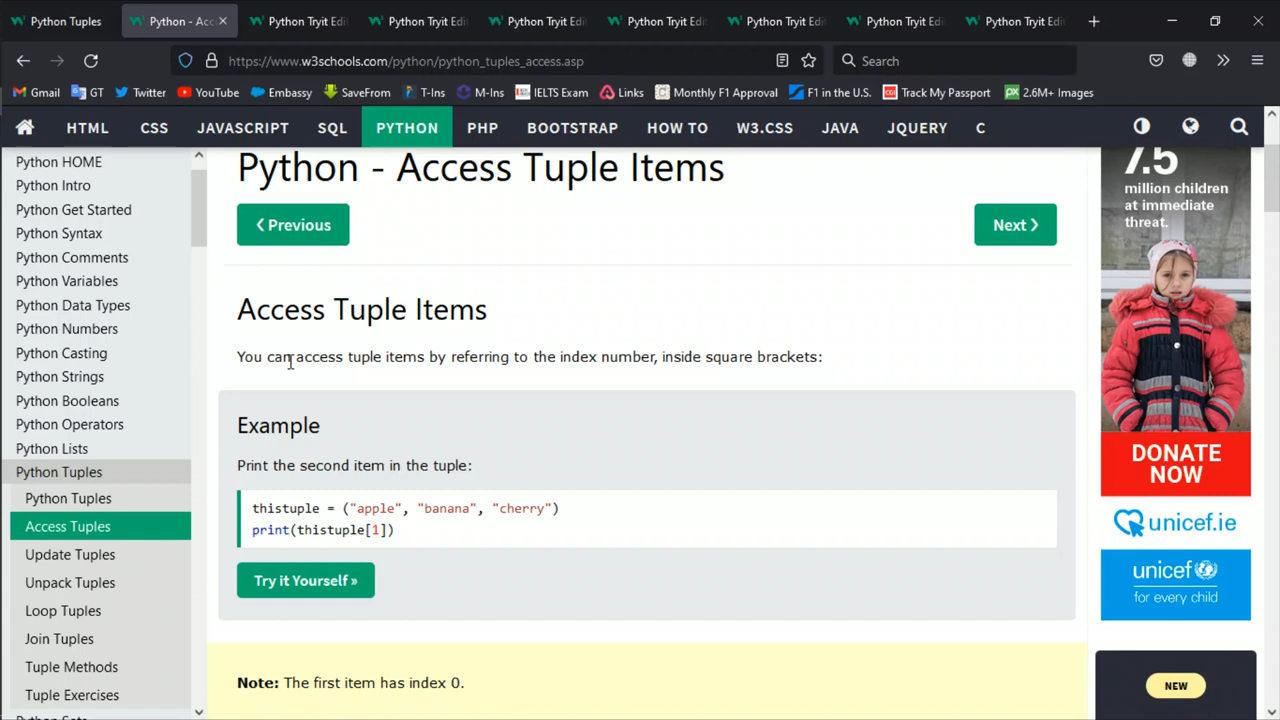 Python Tuples
Python - Acc
Python Tryit Edi
Python Tryit Edi
Python Tryit Edi
Python Tryit Edi
Python Tryit Edi
Python Tryit Edi
Python Tryit Edi
https://www.w3schools.com/python/python_tuples_access.asp
Search
Gmail
GT
Twitter
YouTube
Embassy
SaveFrom
T-Ins
M-Ins
IELTS Exam
Links
Monthly F1 Approval
F1 in the U.S.
Track My Passport
2.6M+ Images
HTML
CSS
JAVASCRIPT
SQL
PYTHON
PHP
BOOTSTRAP
HOW TO
W3.CSS
JAVA
JQUERY
C
Python HOME
Python Intro
Python Get Started
Python Syntax
Python Comments
Python Variables
Python Data Types
Python Numbers
Python Casting
Python Strings
Python Booleans
Python Operators
Python Lists
Python Tuples
Python Tuples
Access Tuples
Update Tuples
Unpack Tuples
Loop Tuples
Join Tuples
Tuple Methods
Tuple Exercises
Python - Access Tuple Items
❮ Previous
Next ❯
Access Tuple Items
You can access tuple items by referring to the index number, inside square brackets:
Example
Print the second item in the tuple:
thistuple = ("apple", "banana", "cherry")
print(thistuple[1])
Try it Yourself »
Note: The first item has index 0.
7.5
million children
at immediate
threat.
DONATE
NOW
unicef.ie
unicef
for every child
NEW